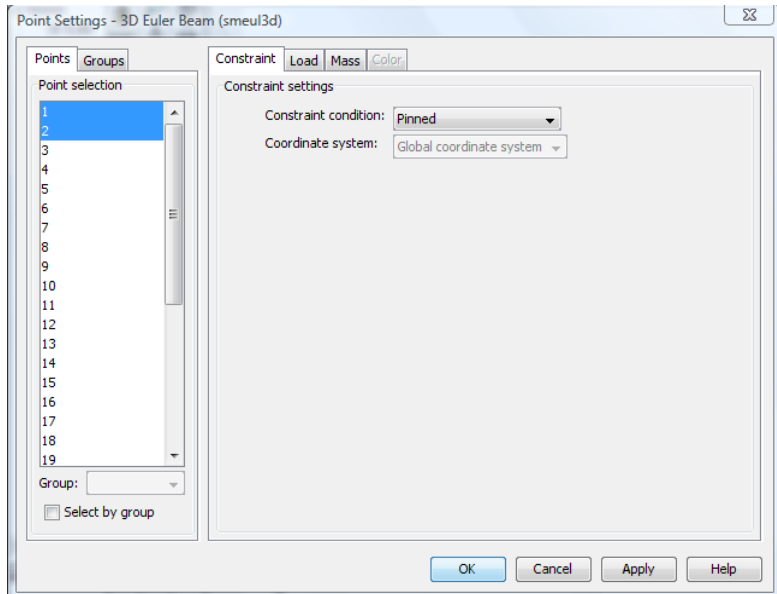 Point Settings - 3D Euler Beam (smeul3d)
Points Groups
Constraint Load Mass Color
Point selection
Constraint settings
1
2
3
4
5
6
7
8
9
10
11
12
13
14
15
16
17
18
19
Constraint condition: Pinned
Coordinate system: Global coordinate system
Group:
Select by group
OK Cancel Apply Help